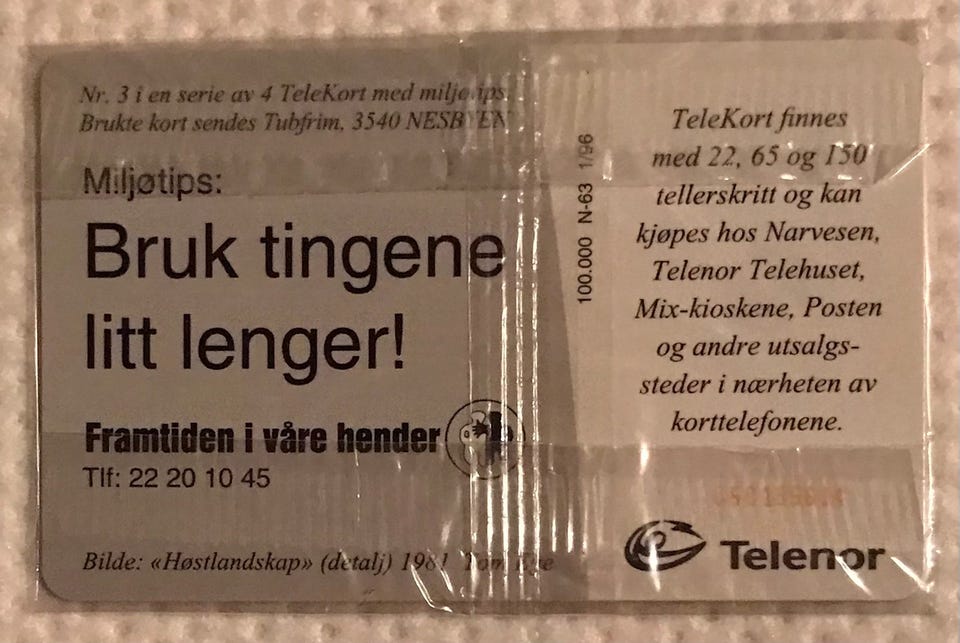 Nr. 3 i en serie av 4 TeleKort med miljøtips.
Brukte kort sendes Tubfrim, 3540 NESBYEN
Miljøtips:
Bruk tingene
litt lenger!
Framtiden i våre hender
Tlf: 22 20 10 45
Bilde: «Høstlandskap» (detalj) 1981 Tom
100.000 N-63 1/96
TeleKort finnes
med 22, 65 og 150
tellerskritt og kan
kjøpes hos Narvesen,
Telenor Telehuset,
Mix-kioskene, Posten
og andre utsalgs-
steder i nærheten av
korttelefonene.
Telenor